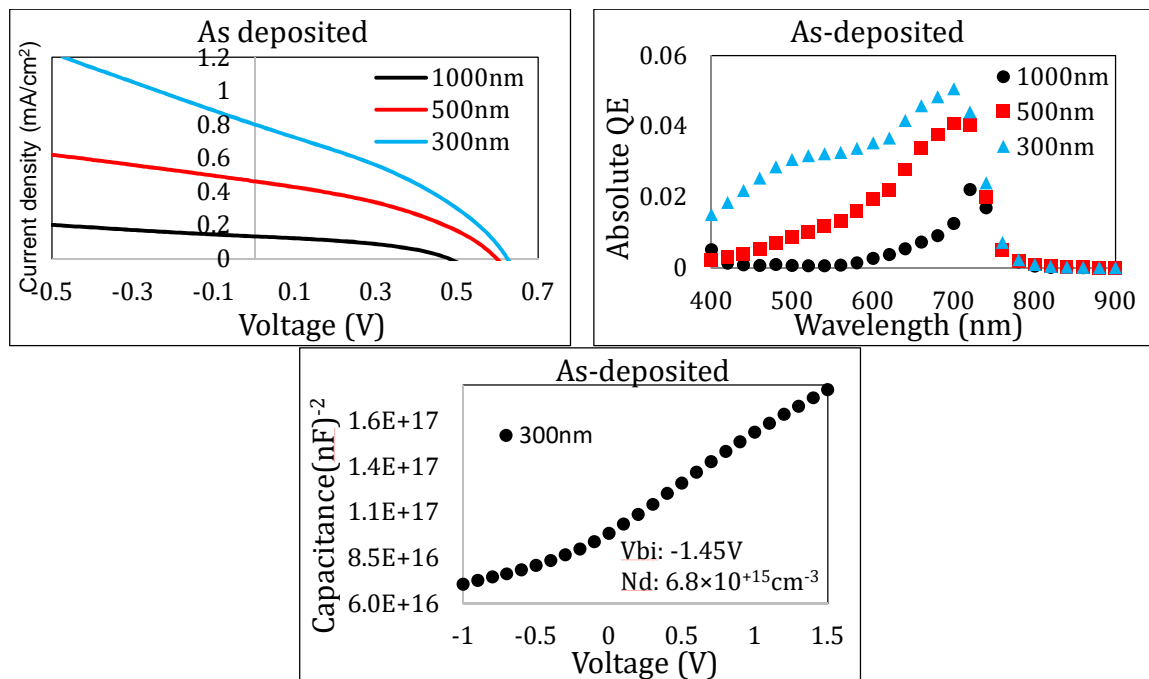 As deposited
Current density (mA/cm²)
1.2
1
0.8
0.6
0.4
0.2
0
1000nm
500nm
300nm
-0.5 -0.3 -0.1 0.1 0.3 0.5 0.7
Voltage (V)
As-deposited
Absolute QE
0.06
0.04
0.02
0
1000nm
500nm
300nm
400 500 600 700 800 900
Wavelength (nm)
As-deposited
Capacitance(nF)⁻²
1.6E+17
1.4E+17
1.1E+17
8.5E+16
6.0E+16
300nm
Vbi: -1.45V
Nd: 6.8×10⁺¹⁵cm⁻³
-1 -0.5 0 0.5 1 1.5
Voltage (V)